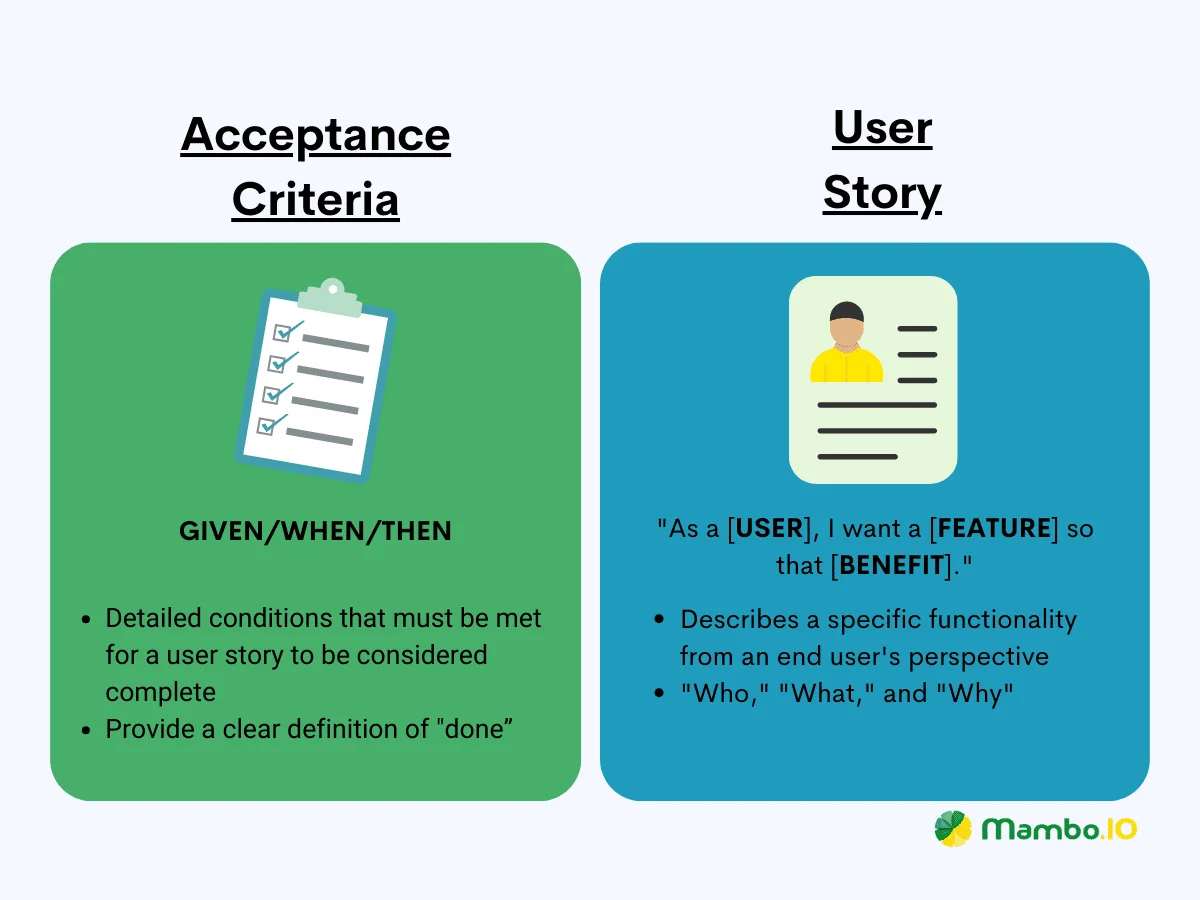 Acceptance
Criteria
GIVEN/WHEN/THEN
• Detailed conditions that must be met
for a user story to be considered
complete
• Provide a clear definition of "done”
User
Story
"As a [USER], I want a [FEATURE] so
that [BENEFIT]."
• Describes a specific functionality
from an end user's perspective
• "Who," "What," and "Why"
Mambo.IO